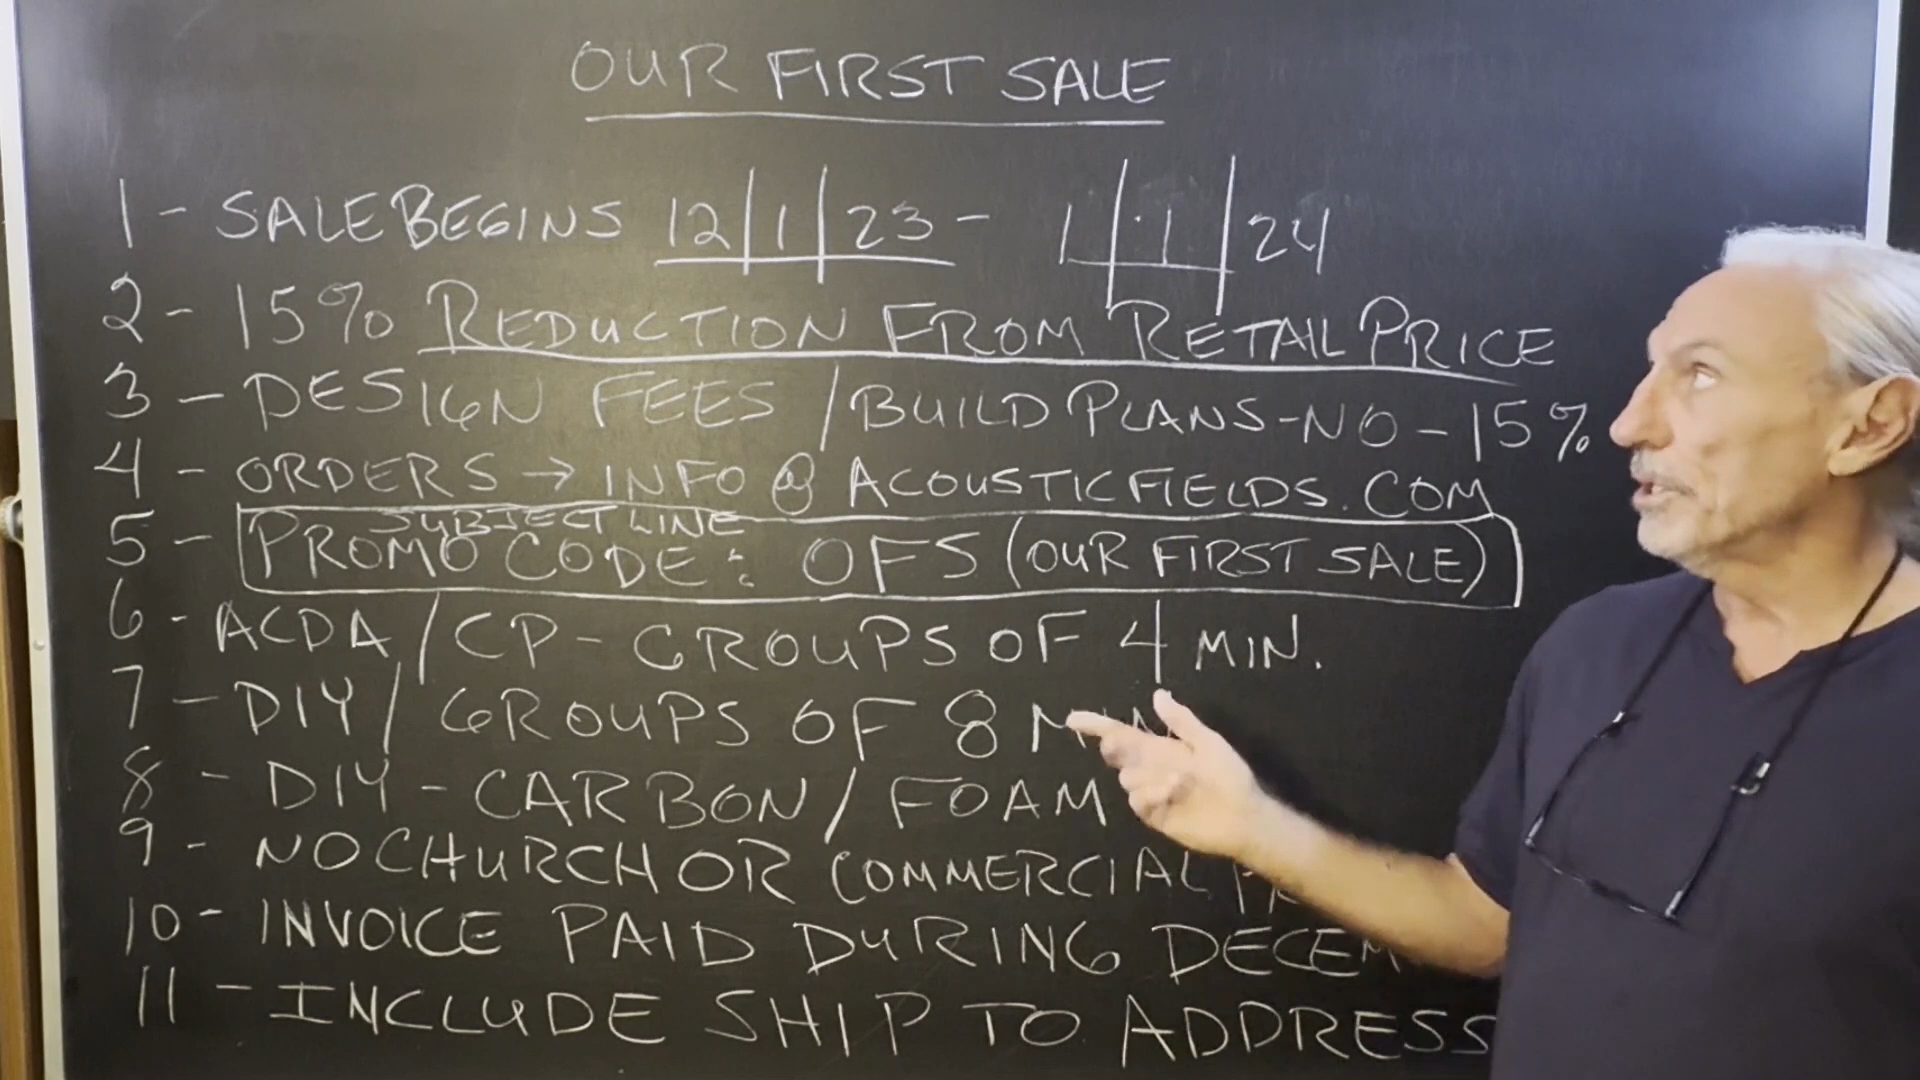 OUR FIRST SALE
1 - SALE BEGINS 12/1/23 - 1/1/24
2 - 15% REDUCTION FROM RETAIL PRICE
3 - DESIGN FEES / BUILD PLANS - NO - 15%
4 - ORDERS → INFO @ ACOUSTICFIELDS.COM
SUBJECT LINE
5 - PROMO CODE: OFS (OUR FIRST SALE)
6 - ACDA / CP - GROUPS OF 4 MIN.
7 - DIY / GROUPS OF 8 MIN
8 - DIY - CARBON / FOAM
9 - NO CHURCH OR COMMERCIAL
10 - INVOICE PAID DURING DECEM
11 - INCLUDE SHIP TO ADDRESS